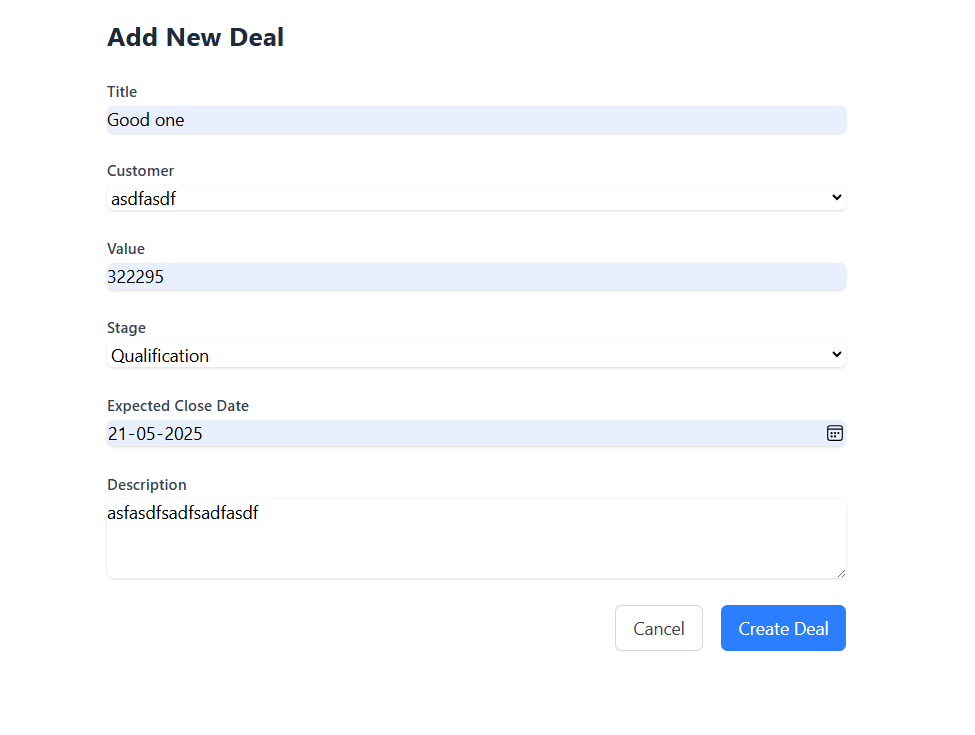 Add New Deal
Title
Good one
Customer
asdfasdf
Value
322295
Stage
Qualification
Expected Close Date
21-05-2025
Description
asfasdfsadfsadfasdf
Cancel
Create Deal